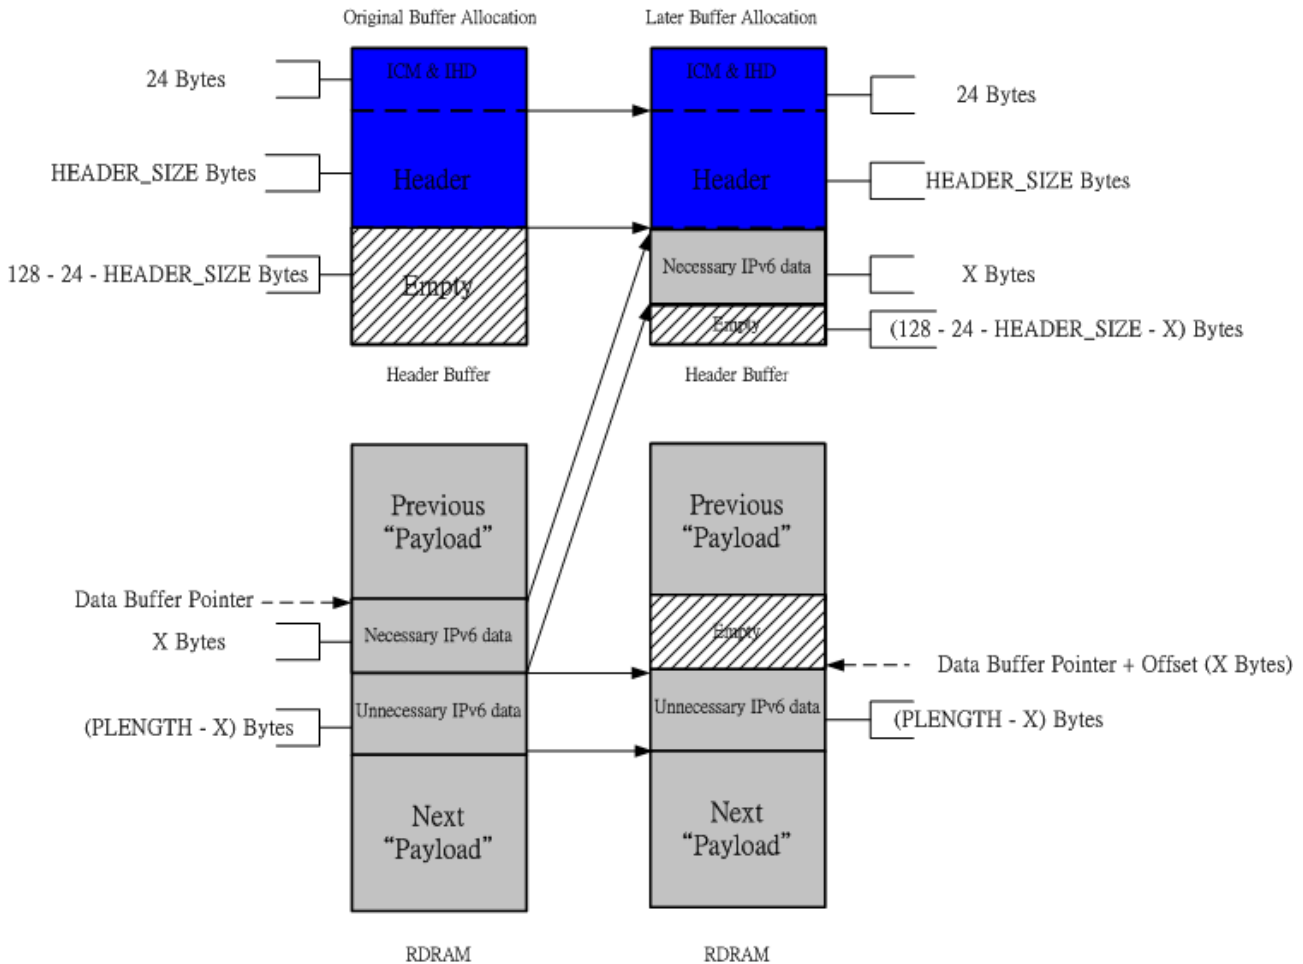 Original Buffer Allocation
Later Buffer Allocation
ICM & IHD
ICM & IHD
24 Bytes
24 Bytes
HEADER_SIZE Bytes
Header
Header
HEADER_SIZE Bytes
128 - 24 - HEADER_SIZE Bytes
Empty
Necessary IPv6 data
X Bytes
Empty
(128 - 24 - HEADER_SIZE - X) Bytes
Header Buffer
Header Buffer
Previous
“Payload”
Previous
“Payload”
Data Buffer Pointer
X Bytes
Necessary IPv6 data
Empty
Data Buffer Pointer + Offset (X Bytes)
(PLENGTH - X) Bytes
Unnecessary IPv6 data
Unnecessary IPv6 data
(PLENGTH - X) Bytes
Next
“Payload”
Next
“Payload”
RDRAM
RDRAM